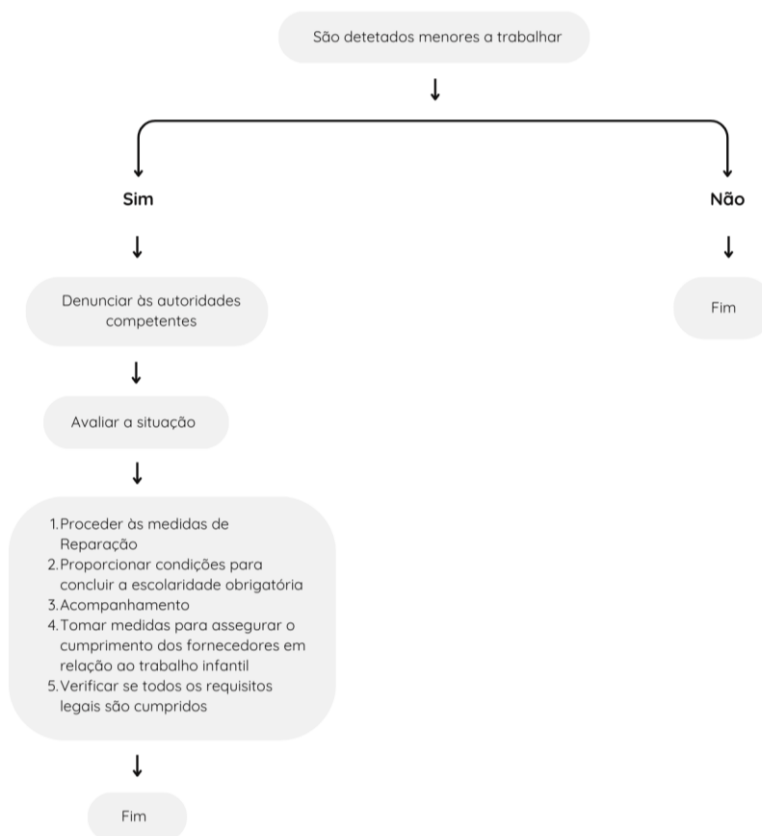 São detetados menores a trabalhar
Sim
Não
Denunciar às autoridades
competentes
Fim
Avaliar a situação
1.Proceder às medidas de
Reparação
2.Proporcionar condições para
concluir a escolaridade obrigatória
3.Acompanhamento
4.Tomar medidas para assegurar o
cumprimento dos fornecedores em
relação ao trabalho infantil
5.Verificar se todos os requisitos
legais são cumpridos
Fim